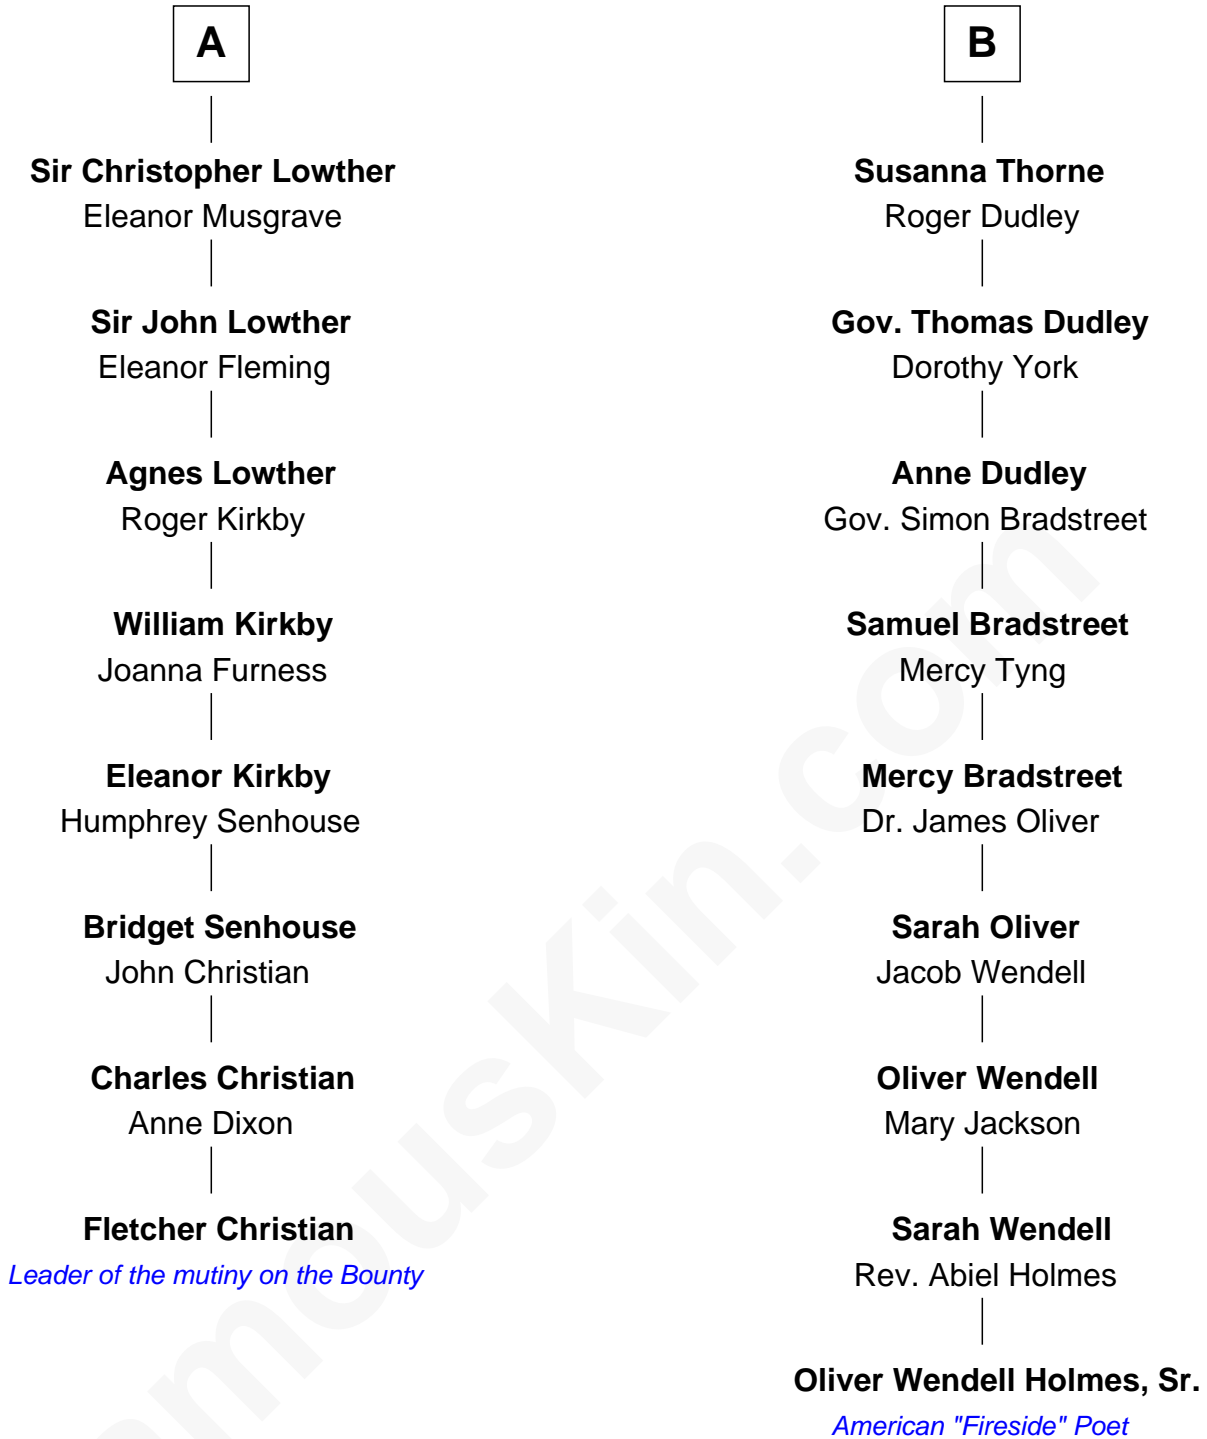 A
B
Sir Christopher Lowther
Eleanor Musgrave
Susanna Thorne
Roger Dudley
Sir John Lowther
Eleanor Fleming
Gov. Thomas Dudley
Dorothy York
Agnes Lowther
Roger Kirkby
Anne Dudley
Gov. Simon Bradstreet
William Kirkby
Joanna Furness
Samuel Bradstreet
Mercy Tyng
Eleanor Kirkby
Humphrey Senhouse
Mercy Bradstreet
Dr. James Oliver
Bridget Senhouse
John Christian
Sarah Oliver
Jacob Wendell
Charles Christian
Anne Dixon
Oliver Wendell
Mary Jackson
Fletcher Christian
Leader of the mutiny on the Bounty
Sarah Wendell
Rev. Abiel Holmes
Oliver Wendell Holmes, Sr.
American "Fireside" Poet
amouskin.com